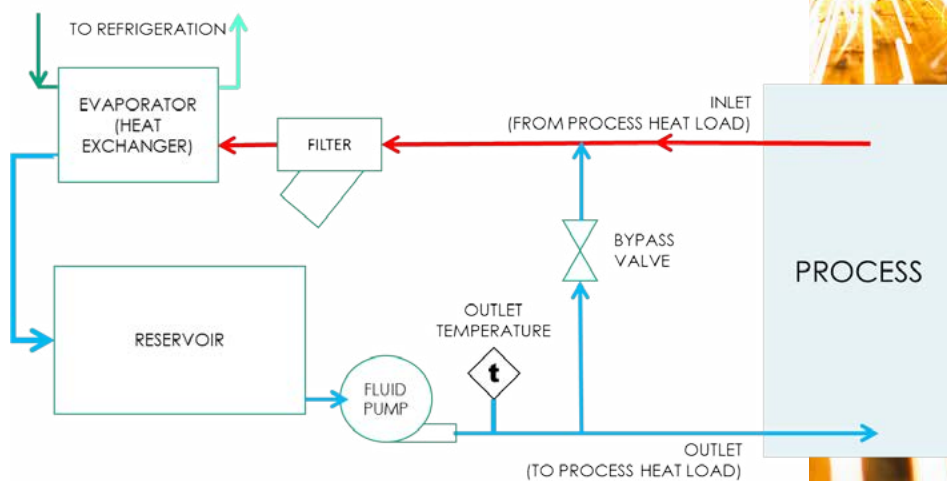 TO REFRIGERATION
EVAPORATOR
(HEAT
EXCHANGER)
FILTER
INLET
(FROM PROCESS HEAT LOAD)
BYPASS
VALVE
PROCESS
RESERVOIR
OUTLET
TEMPERATURE
t
FLUID
PUMP
OUTLET
(TO PROCESS HEAT LOAD)